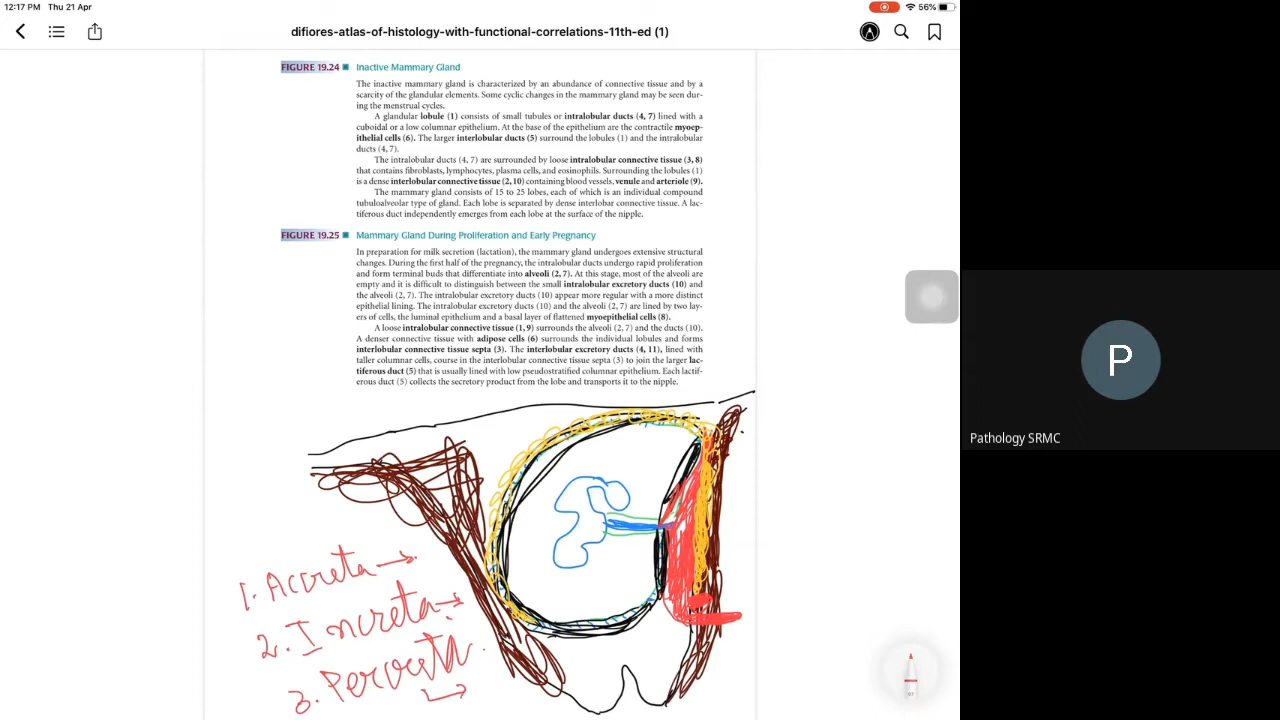 12:17 PM Thu 21 Apr
56%
difiores-atlas-of-histology-with-functional-correlations-11th-ed (1)
FIGURE 19.24 Inactive Mammary Gland
The inactive mammary gland is characterized by an abundance of connective tissue and by a
scarcity of the glandular elements. Some cyclic changes in the mammary gland may be seen dur-
ing the menstrual cycles.
A glandular lobule (1) consists of small tubules or intralobular ducts (4, 7) lined with a
cuboidal or a low columnar epithelium. At the base of the epithelium are the contractile myoep-
ithelial cells (6). The larger interlobular ducts (5) surround the lobules (1) and the intralobular
ducts (4, 7).
The intralobular ducts (4, 7) are surrounded by loose intralobular connective tissue (3, 8)
that contains fibroblasts, lymphocytes, plasma cells, and eosinophils. Surrounding the lobules (1)
is a dense interlobular connective tissue (2, 10) containing blood vessels, venule and arteriole (9).
The mammary gland consists of 15 to 25 lobes, each of which is an individual compound
tubuloalveolar type of gland. Each lobe is separated by dense interlobar connective tissue. A lac-
tiferous duct independently emerges from each lobe at the surface of the nipple.
FIGURE 19.25 Mammary Gland During Proliferation and Early Pregnancy
In preparation for milk secretion (lactation), the mammary gland undergoes extensive structural
changes. During the first half of the pregnancy, the intralobular ducts undergo rapid proliferation
and form terminal buds that differentiate into alveoli (2, 7). At this stage, most of the alveoli are
empty and it is difficult to distinguish between the small intralobular excretory ducts (10) and
the alveoli (2, 7). The intralobular excretory ducts (10) appear more regular with a more distinct
epithelial lining. The intralobular excretory ducts (10) and the alveoli (2, 7) are lined by two lay-
ers of cells, the luminal epithelium and a basal layer of flattened myoepithelial cells (8).
A loose intralobular connective tissue (1, 9) surrounds the alveoli (2, 7) and the ducts (10).
A denser connective tissue with adipose cells (6) surrounds the individual lobules and forms
interlobular connective tissue septa (3). The interlobular excretory ducts (4, 11), lined with
taller columnar cells, course in the interlobular connective tissue septa (3) to join the larger lac-
tiferous duct (5) that is usually lined with low pseudostratified columnar epithelium. Each lactif-
erous duct (5) collects the secretory product from the lobe and transports it to the nipple.
1. Accreta →
2. Increta →
3. Percreta
P
Pathology SRMC